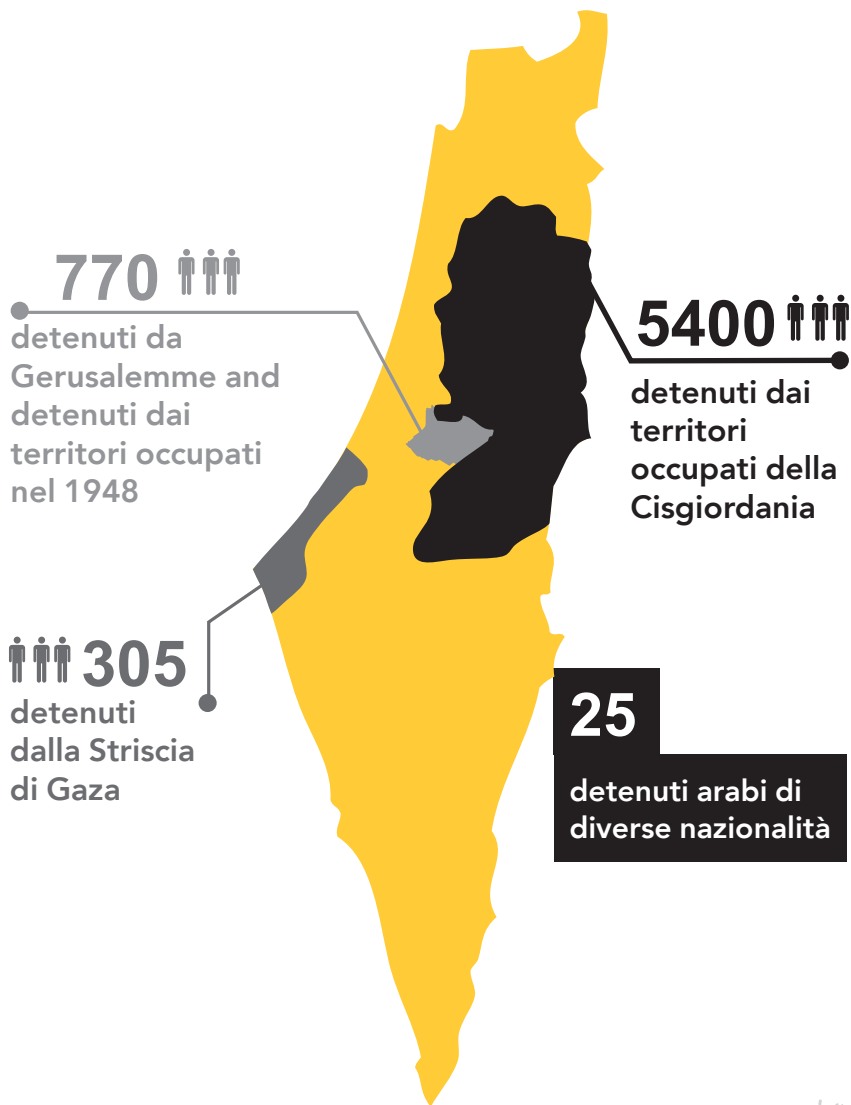 770
detenuti da
Gerusalemme and
detenuti dai
territori occupati
nel 1948
5400
detenuti dai
territori
occupati della
Cisgiordania
305
detenuti
dalla Striscia
di Gaza
25
detenuti arabi di
diverse nazionalità